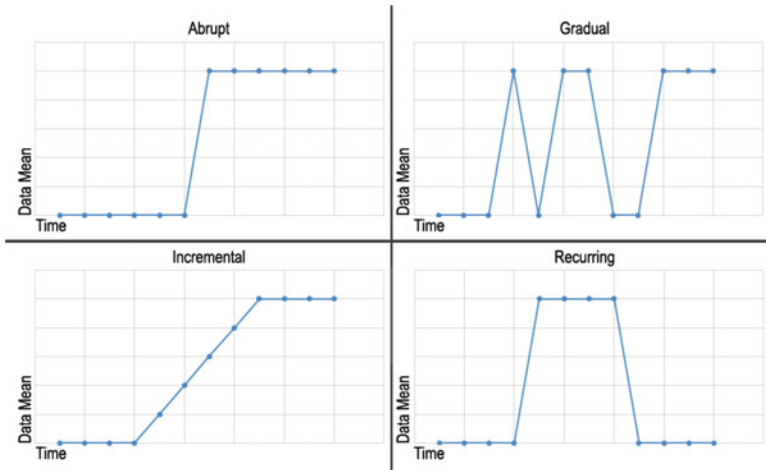 Abrupt
Data Mean
Time
Gradual
Data Mean
Time
Incremental
Data Mean
Time
Recurring
Data Mean
Time